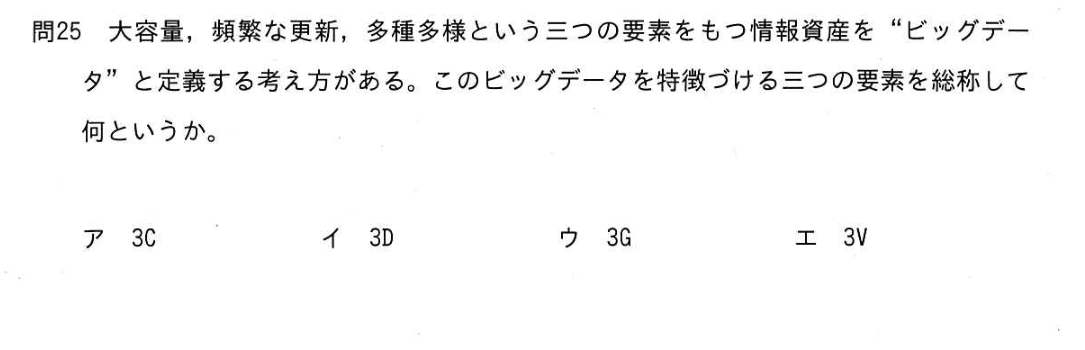 問25　大容量，頻繁な更新，多種多様という三つの要素をもつ情報資産を“ビッグデー
タ”と定義する考え方がある。このビッグデータを特徴づける三つの要素を総称して
何というか。
ア　3C　イ　3D　ウ　3G　エ　3V